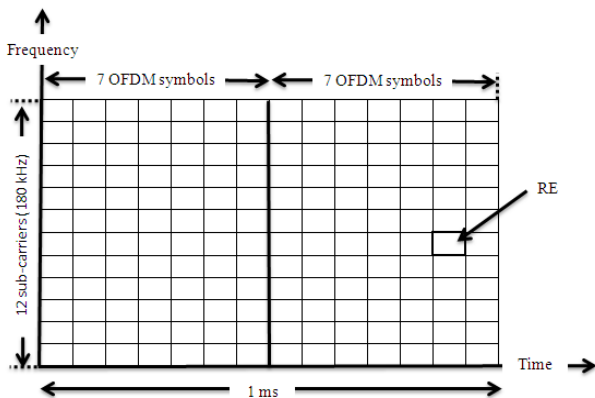 Frequency
7 OFDM symbols
7 OFDM symbols
12 sub-carriers (180 kHz)
RE
Time
1 ms